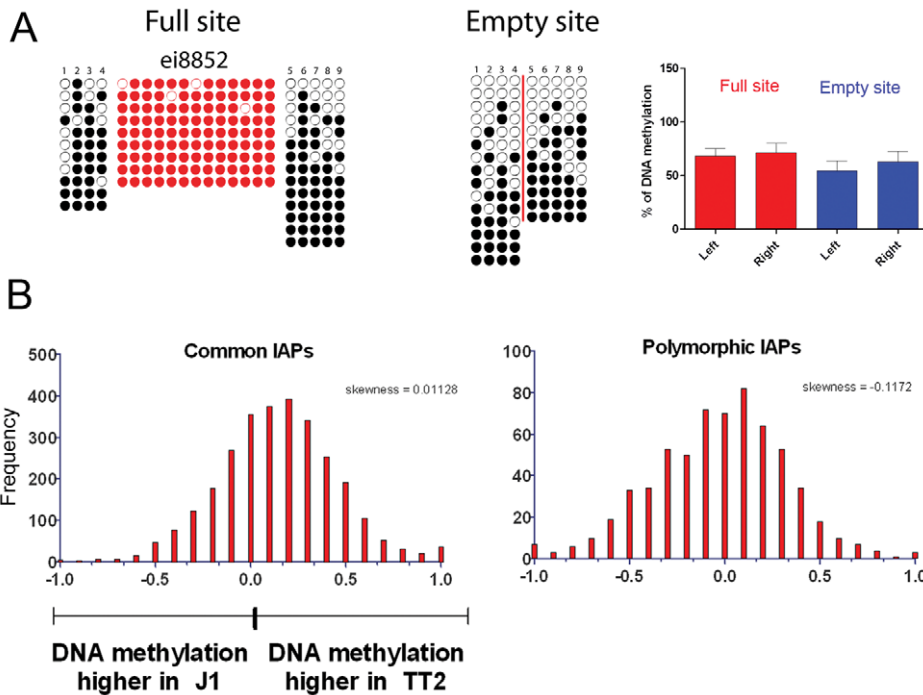 A
Full site
ei8852
1 2 3 4
5 6 7 8 9
Empty site
1 2 3 4 5 6 7 8 9
150
100
50
0
% of DNA methylation
Full site Empty site
Left Right Left Right
B
Common IAPs
skewness = 0.01128
Frequency
500
400
300
200
100
0
-1.0 -0.5 0.0 0.5 1.0
DNA methylation
higher in J1
DNA methylation
higher in TT2
Polymorphic IAPs
skewness = -0.1172
100
80
60
40
20
0
-1.0 -0.5 0.0 0.5 1.0